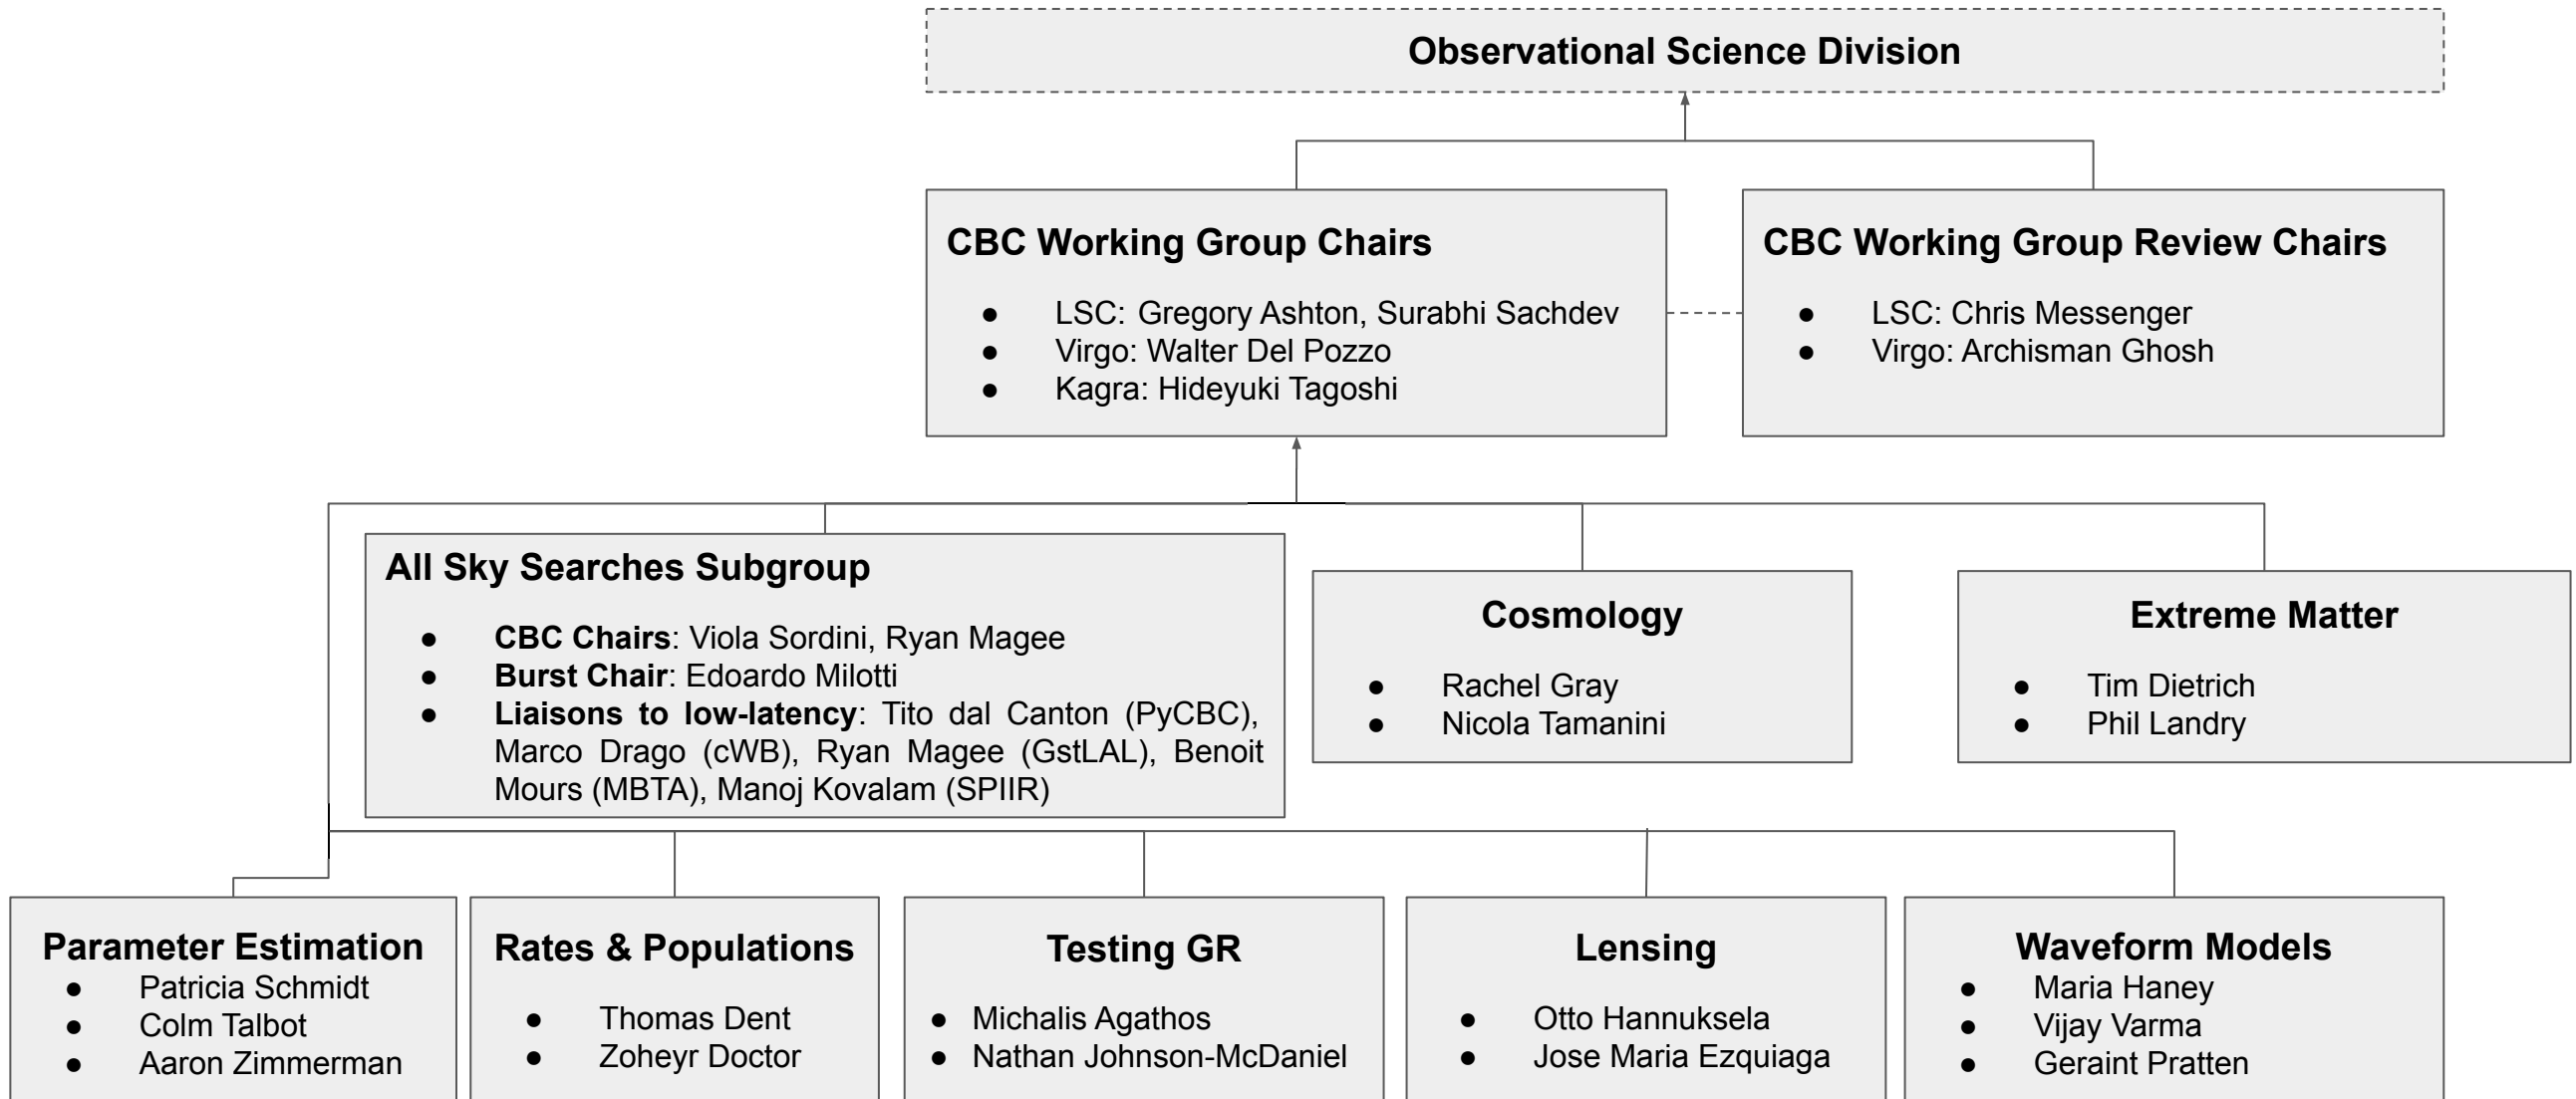 Observational Science Division
CBC Working Group Chairs
● LSC: Gregory Ashton, Surabhi Sachdev
● Virgo: Walter Del Pozzo
● Kagra: Hideyuki Tagoshi
CBC Working Group Review Chairs
● LSC: Chris Messenger
● Virgo: Archisman Ghosh
All Sky Searches Subgroup
● CBC Chairs: Viola Sordini, Ryan Magee
● Burst Chair: Edoardo Milotti
● Liaisons to low-latency: Tito dal Canton (PyCBC),
Marco Drago (cWB), Ryan Magee (GstLAL), Benoit
Mours (MBTA), Manoj Kovalam (SPIIR)
Cosmology
● Rachel Gray
● Nicola Tamanini
Extreme Matter
● Tim Dietrich
● Phil Landry
Parameter Estimation
● Patricia Schmidt
● Colm Talbot
● Aaron Zimmerman
Rates & Populations
● Thomas Dent
● Zoheyr Doctor
Testing GR
● Michalis Agathos
● Nathan Johnson-McDaniel
Lensing
● Otto Hannuksela
● Jose Maria Ezquiaga
Waveform Models
● Maria Haney
● Vijay Varma
● Geraint Pratten